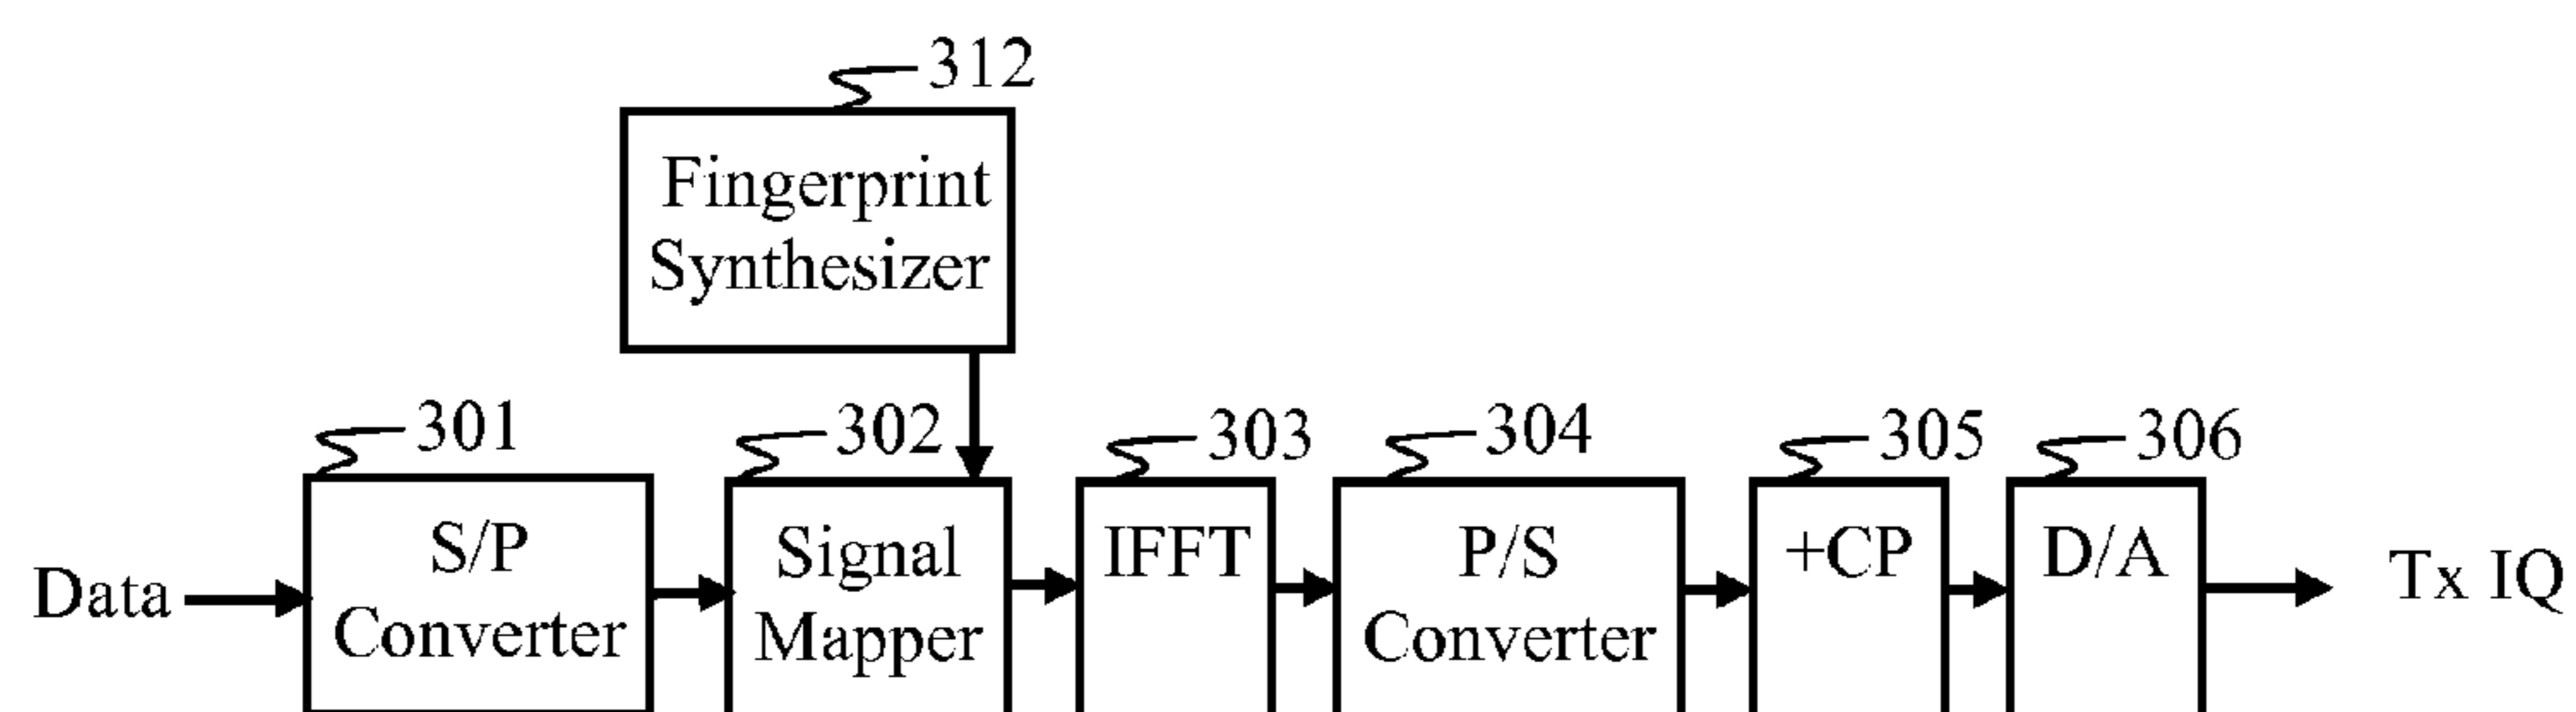 312
Fingerprint
Synthesizer
301
302
303
304
305
306
Data
S/P
Converter
Signal
Mapper
IFFT
P/S
Converter
+CP
D/A
Tx IQ